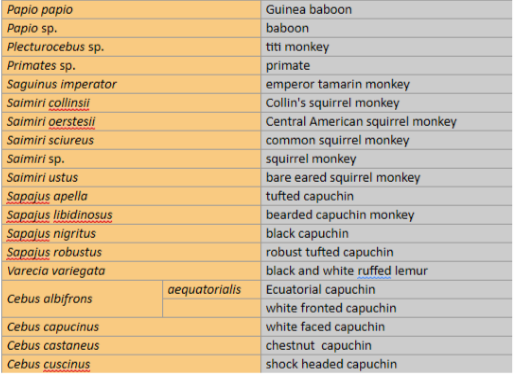 Papio papio Guinea baboon
Papio sp. baboon
Plecturocebus sp. titi monkey
Primates sp. primate
Saguinus imperator emperor tamarin monkey
Saimiri collinsii Collin's squirrel monkey
Saimiri oerstesii Central American squirrel monkey
Saimiri sciureus common squirrel monkey
Saimiri sp. squirrel monkey
Saimiri ustus bare eared squirrel monkey
Sapajus apella tufted capuchin
Sapajus libidinosus bearded capuchin monkey
Sapajus nigritus black capuchin
Sapajus robustus robust tufted capuchin
Varecia variegata black and white ruffed lemur
Cebus albifrons aequatorialis Ecuatorial capuchin
white fronted capuchin
Cebus capucinus white faced capuchin
Cebus castaneus chestnut capuchin
Cebus cuscinus shock headed capuchin